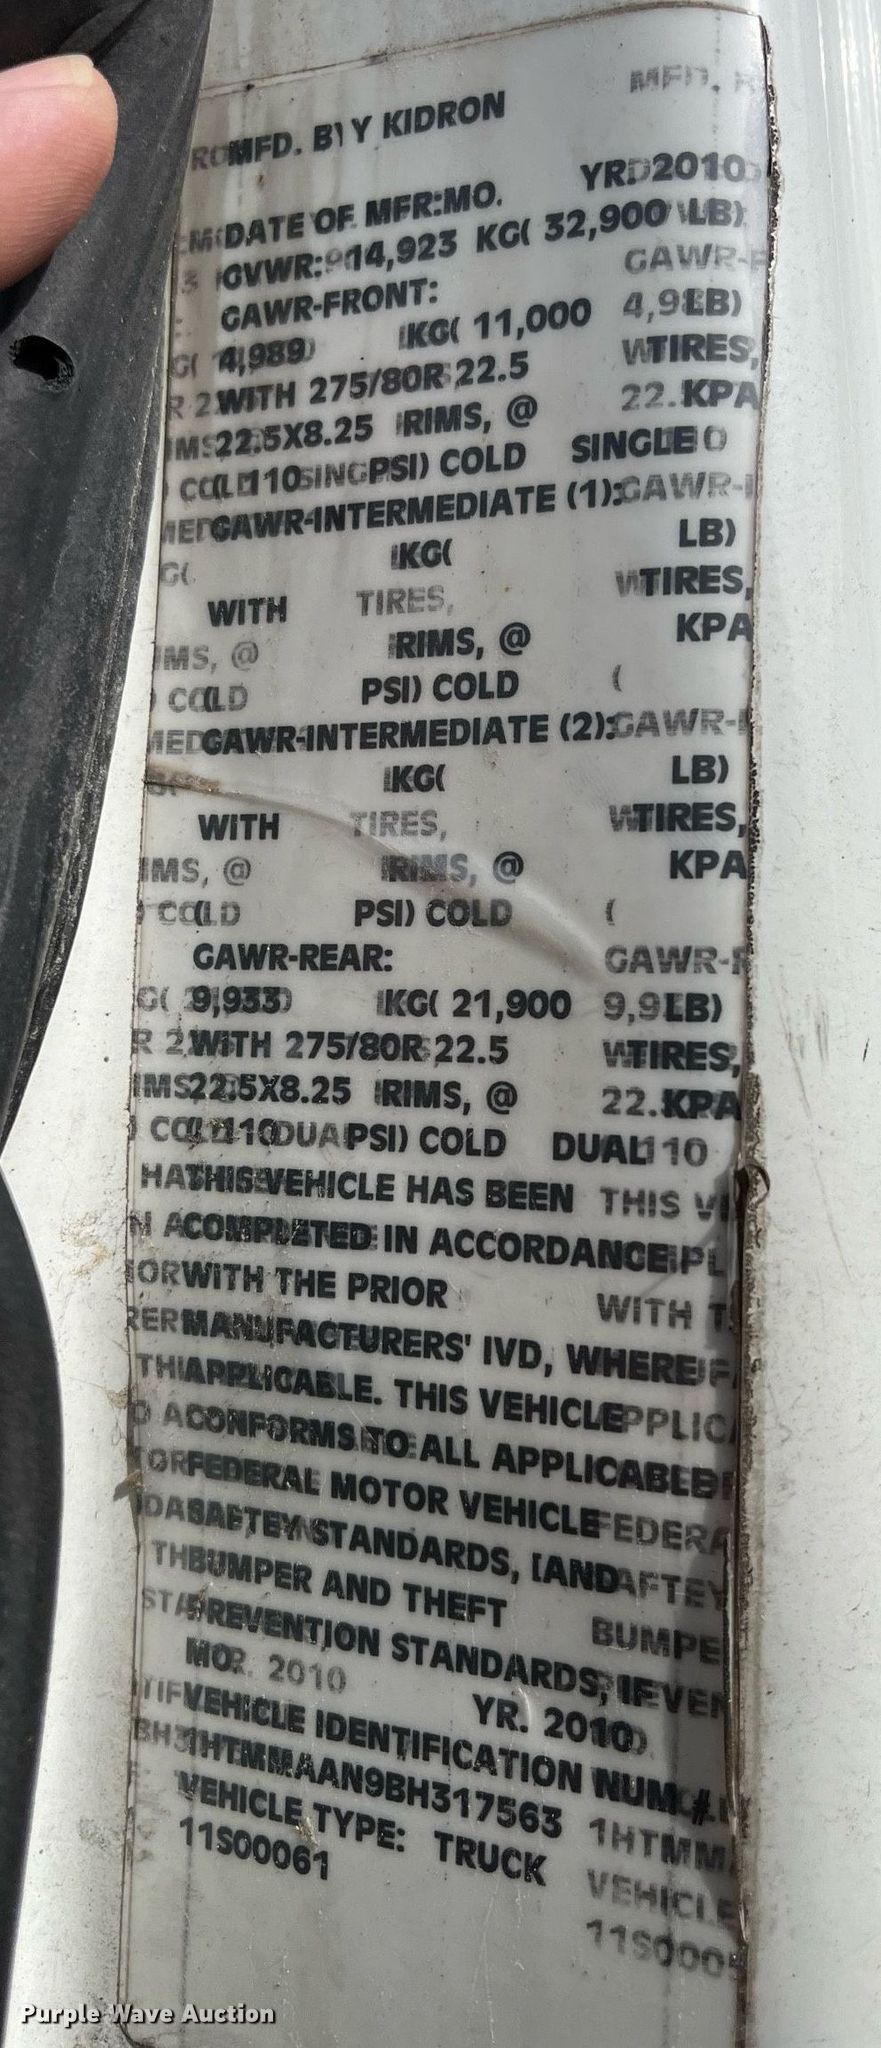 MFD. BY KIDRON
DATE OF MFR:MO. YR 2010
GVWR: 14,923 KG( 32,900 LB)
GAWR-FRONT:
4,989 KG( 11,000 LB)
WITH 275/80R 22.5 TIRES,
22.5X8.25 RIMS, @ KPA
110 PSI) COLD SINGLE
GAWR-INTERMEDIATE (1):
KG( LB)
WITH TIRES,
RIMS, @ KPA
( PSI) COLD
GAWR-INTERMEDIATE (2):
KG( LB)
WITH TIRES,
RIMS, @ KPA
( PSI) COLD
GAWR-REAR:
9,933 KG( 21,900 LB)
WITH 275/80R 22.5 TIRES,
22.5X8.25 RIMS, @ KPA
110 PSI) COLD DUAL
THIS VEHICLE HAS BEEN
COMPLETED IN ACCORDANCE
WITH THE PRIOR
MANUFACTURERS' IVD, WHERE
APPLICABLE. THIS VEHICLE
CONFORMS TO ALL APPLICABLE
FEDERAL MOTOR VEHICLE
SAFTEY STANDARDS, [AND
BUMPER AND THEFT
PREVENTION STANDARDS, IF
MO. YR. 2010
VEHICLE IDENTIFICATION NUM #.
1HTMMAAN9BH317563
VEHICLE TYPE: TRUCK
11S00061
Purple Wave Auction